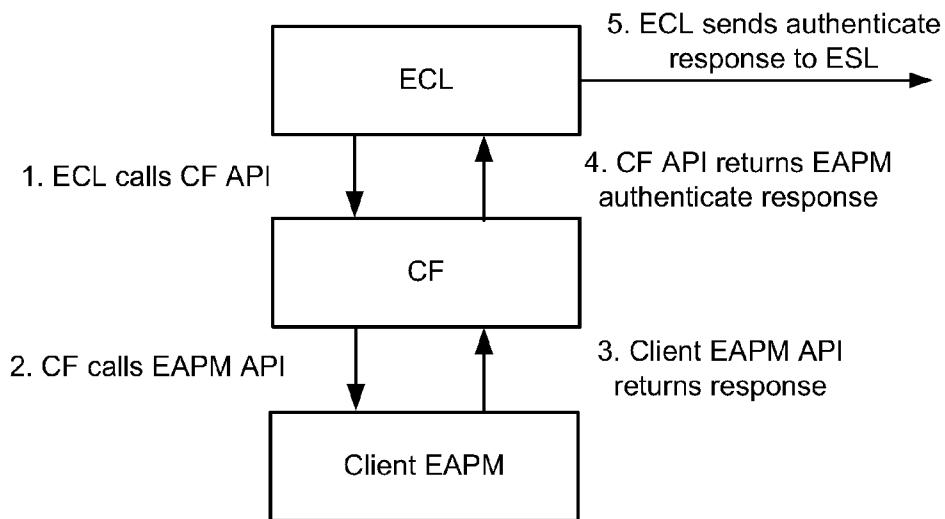 5. ECL sends authenticate
response to ESL
ECL
1. ECL calls CF API
4. CF API returns EAPM
authenticate response
CF
2. CF calls EAPM API
3. Client EAPM API
returns response
Client EAPM